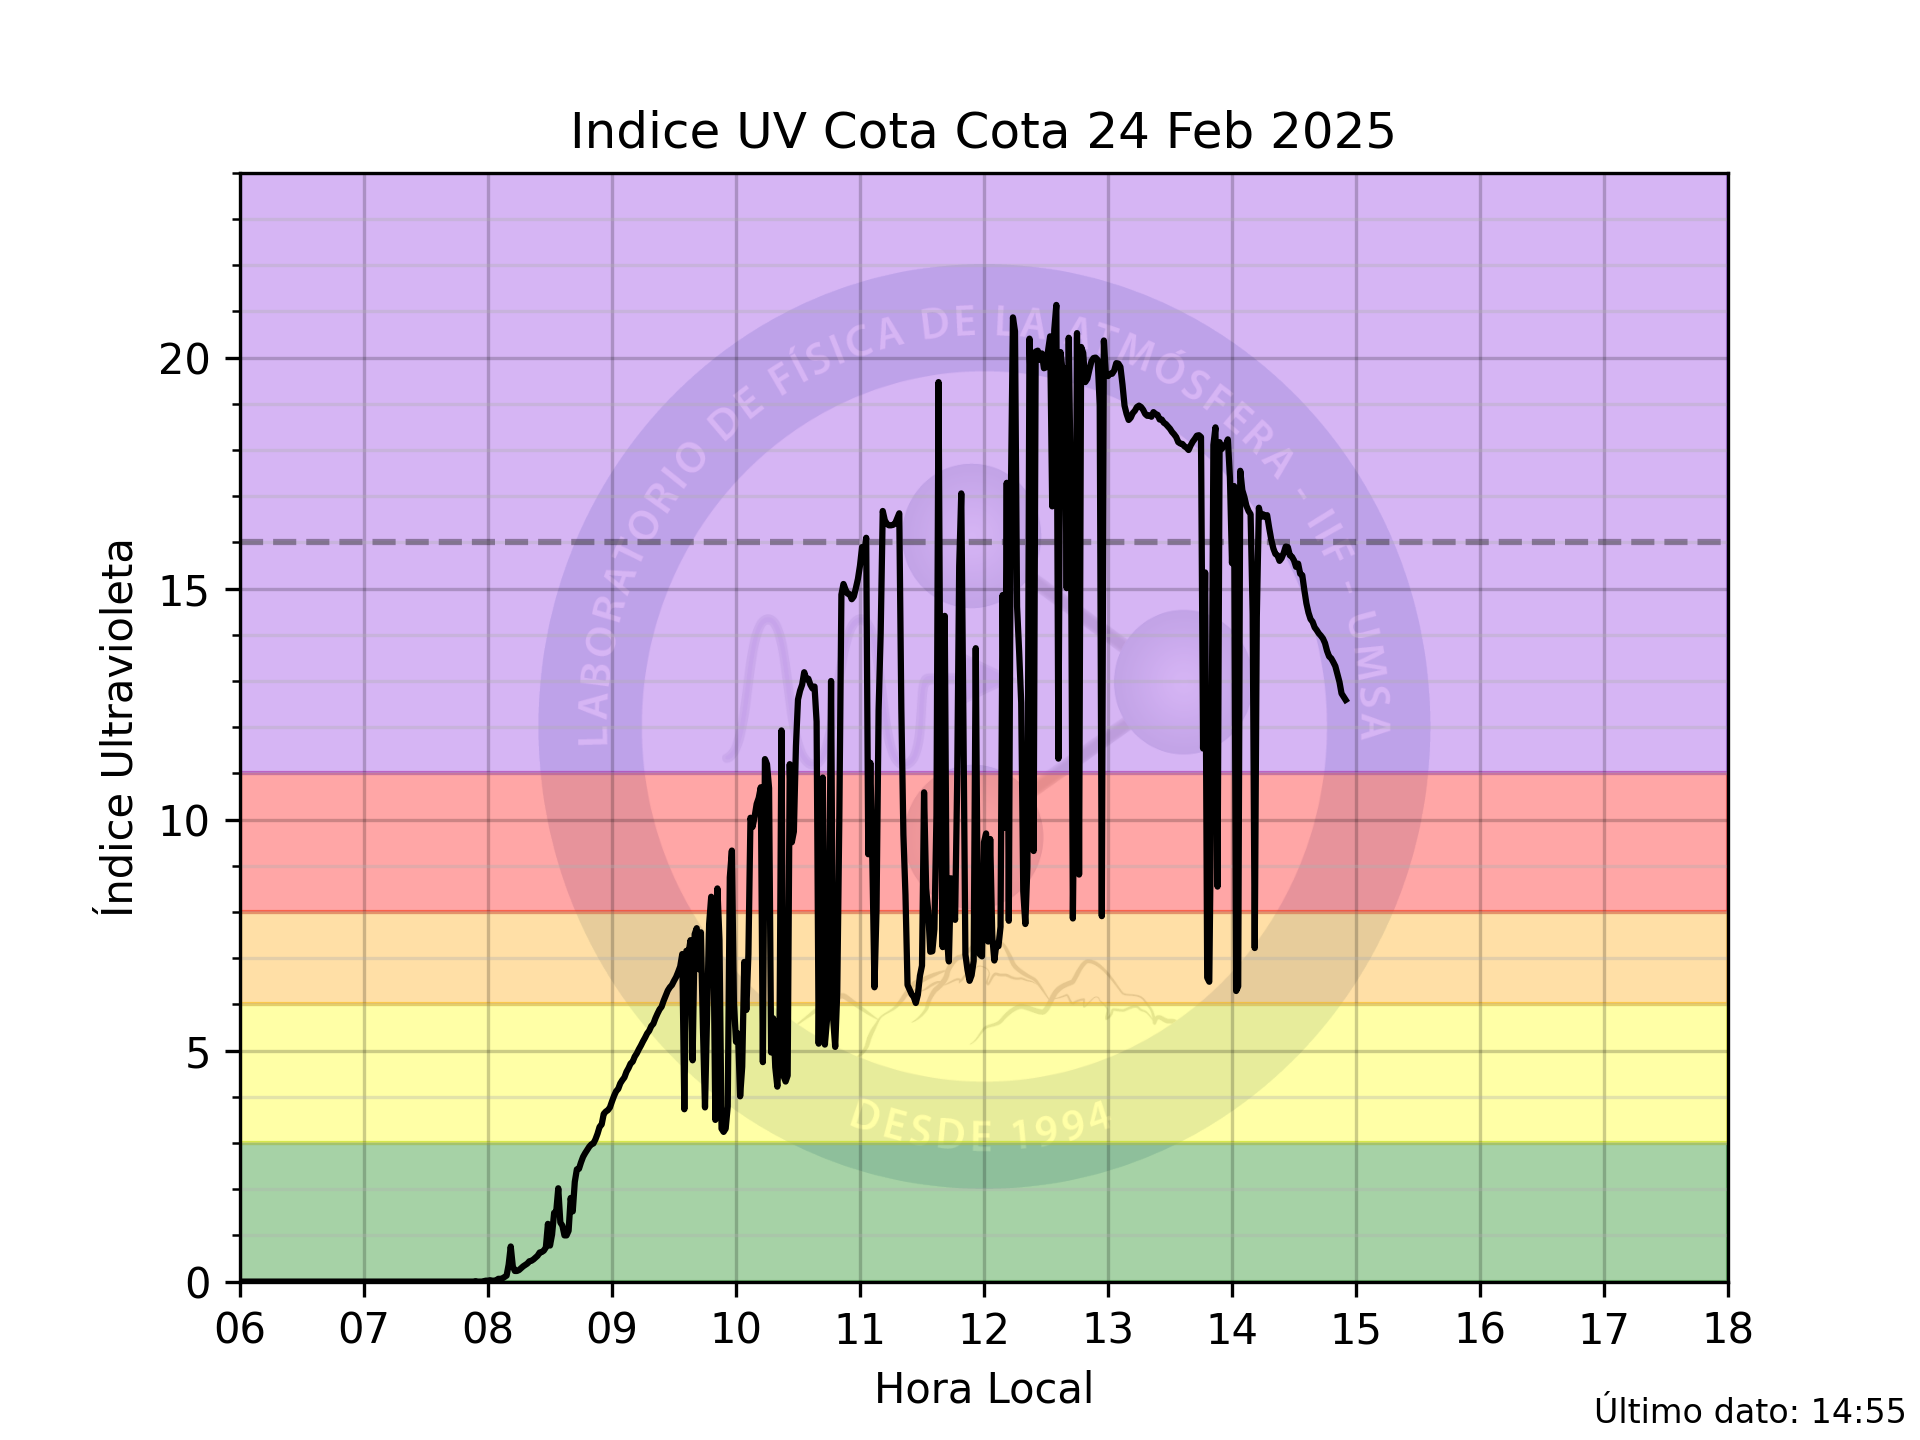 Indice UV Cota Cota 24 Feb 2025
Índice Ultravioleta
20
15
10
5
0
LABORATORIO DE FÍSICA DE LA ATMÓSFERA - IIF - UMSA
DESDE 1994
06 07 08 09 10 11 12 13 14 15 16 17 18
Hora Local
Último dato: 14:55